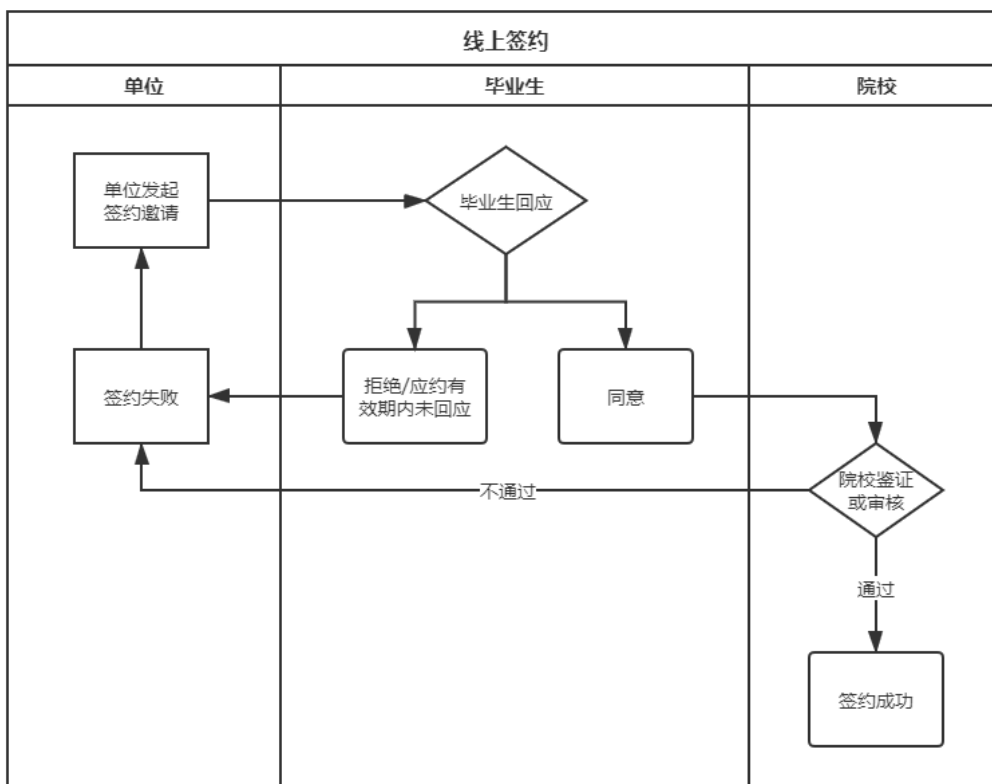 线上签约
单位
毕业生
院校
单位发起
签约邀请
毕业生回应
签约失败
拒绝/应约有
效期内未回应
同意
院校鉴证
或审核
不通过
通过
签约成功